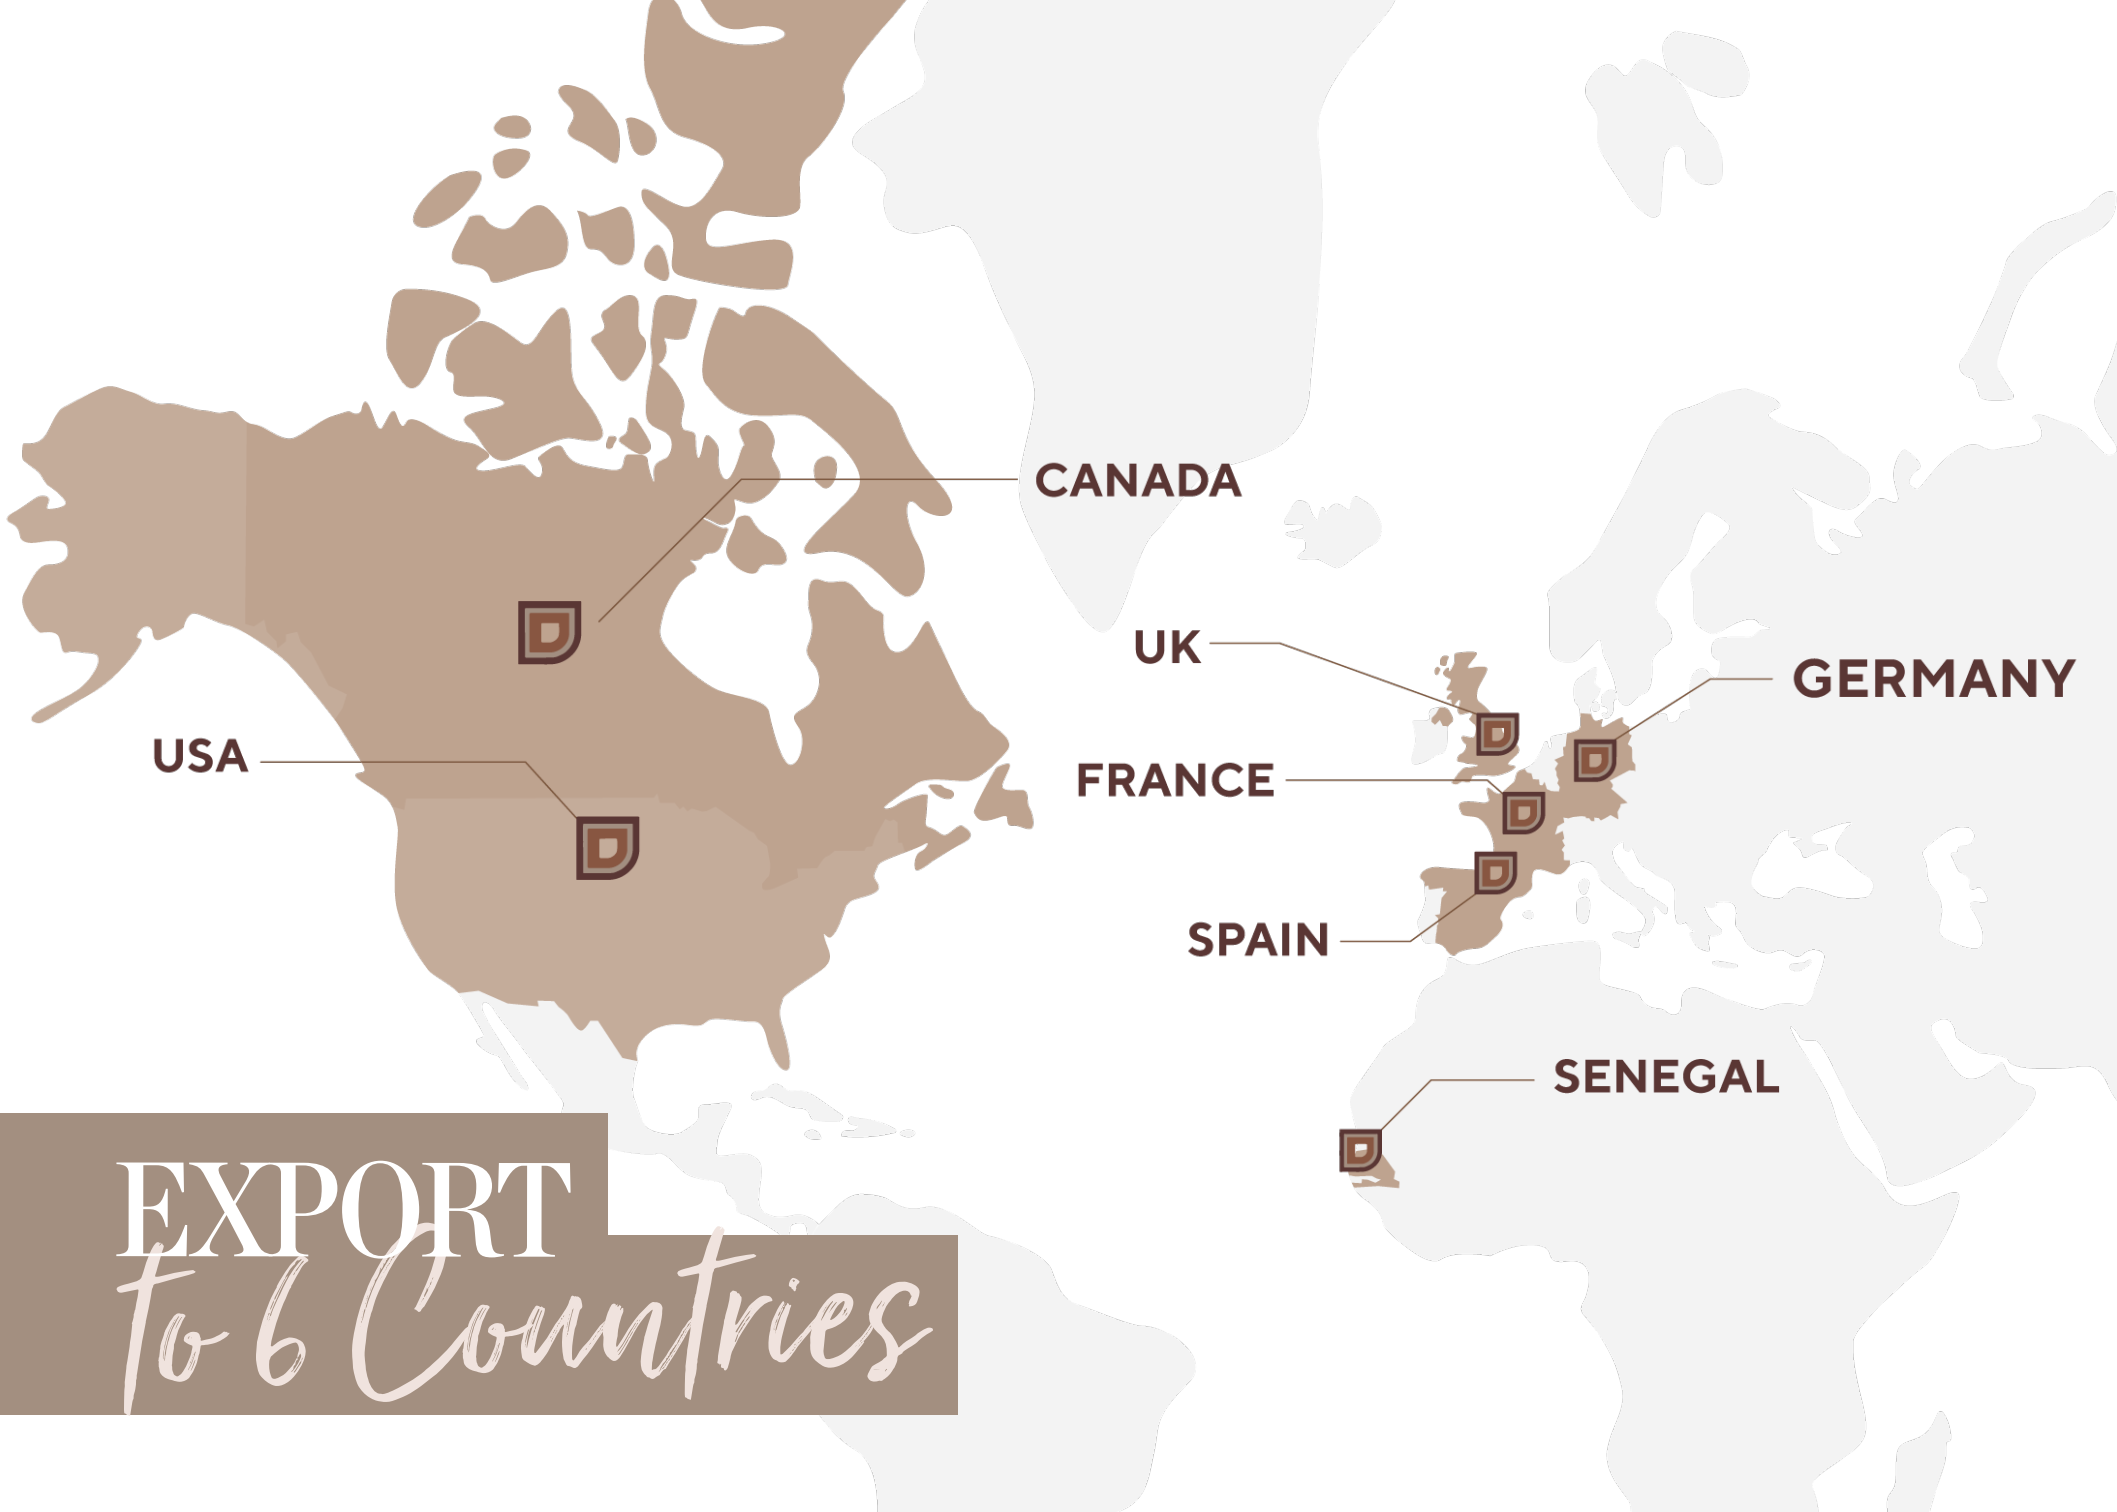 CANADA
UK
GERMANY
USA
FRANCE
SPAIN
SENEGAL
EXPORT
to 6 Countries